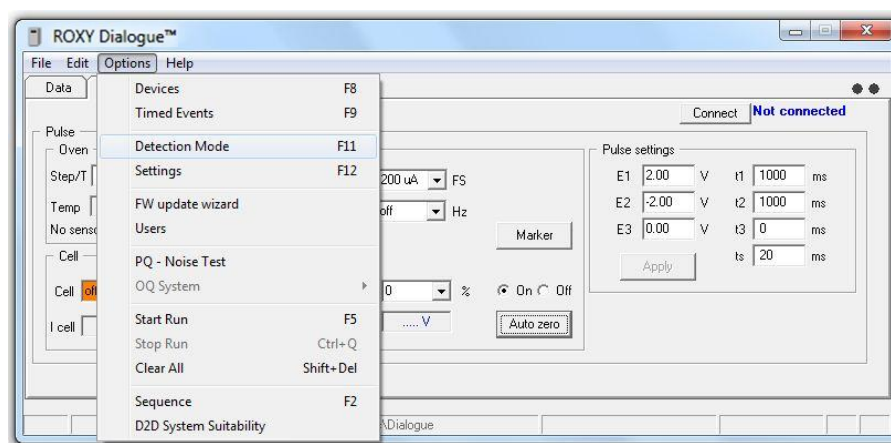 ROXY Dialogue™
File Edit Options Help
Data
Devices F8
Timed Events F9
Detection Mode F11
Settings F12
FW update wizard
Users
PQ - Noise Test
OQ System
Start Run F5
Stop Run Ctrl+Q
Clear All Shift+Del
Sequence F2
D2D System Suitability
Connect Not connected
Pulse
Oven
Step/T
Temp
No
Cell
Cell
I cell
200 uA FS
off Hz
Marker
0 % On Off
..... V Auto zero
Pulse settings
E1 2.00 V t1 1000 ms
E2 -2.00 V t2 1000 ms
E3 0.00 V t3 0 ms
Apply ts 20 ms
\Dialogue